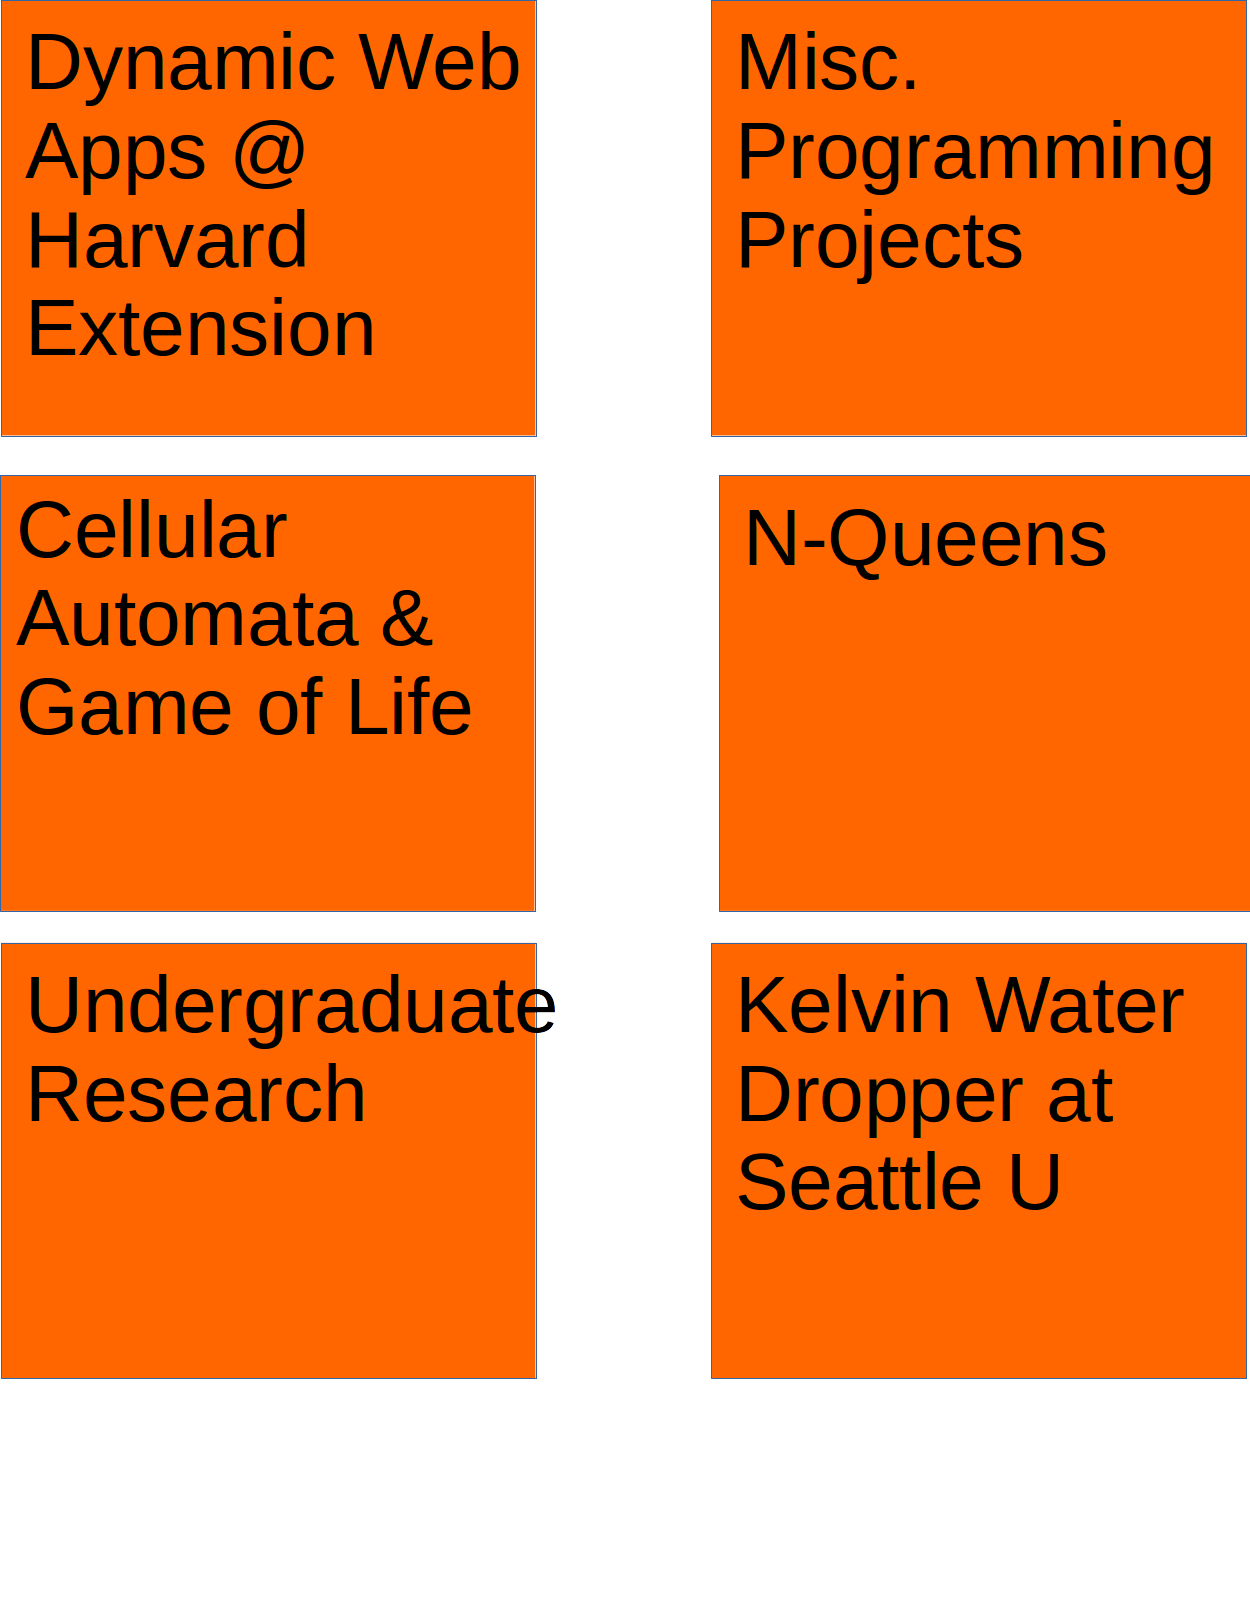 Dynamic Web
Apps @
Harvard
Extension
Misc.
Programming
Projects
Cellular
Automata &
Game of Life
N-Queens
Undergraduate
Research
Kelvin Water
Dropper at
Seattle U